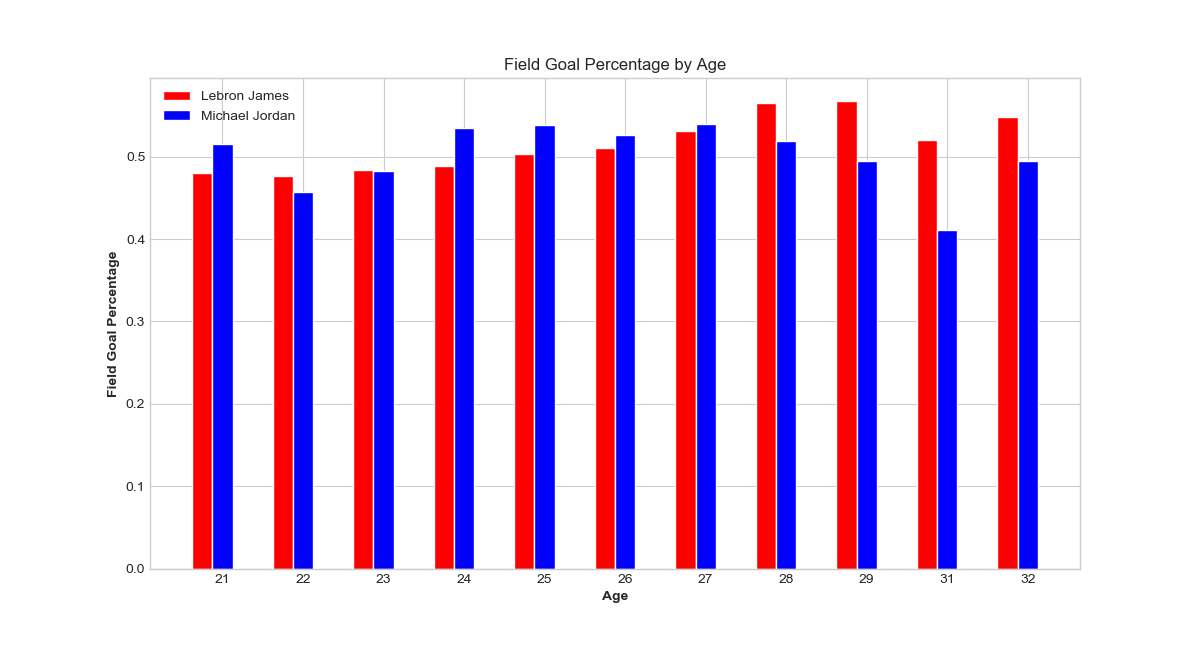 Field Goal Percentage by Age
Lebron James
Michael Jordan
0.5
0.4
0.3
0.2
0.1
0.0
Field Goal Percentage
21 22 23 24 25 26 27 28 29 31 32
Age